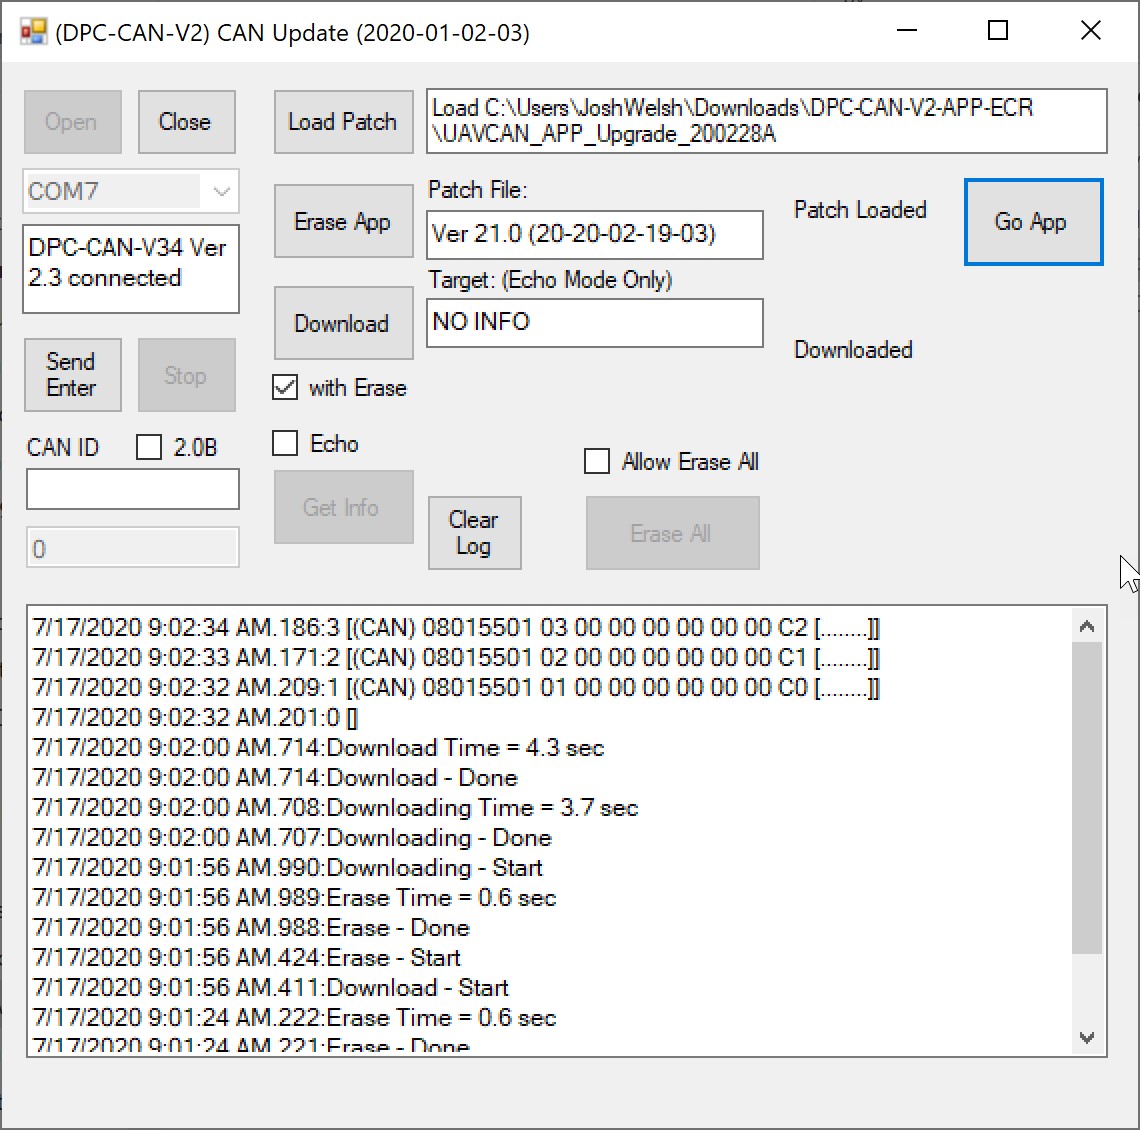 (DPC-CAN-V2) CAN Update (2020-01-02-03)
Open
Close
Load Patch
Load C:\Users\JoshWelsh\Downloads\DPC-CAN-V2-APP-ECR
\UAVCAN_APP_Upgrade_200228A
COM7
DPC-CAN-V34 Ver
2.3 connected
Erase App
Patch File:
Ver 21.0 (20-20-02-19-03)
Patch Loaded
Go App
Target: (Echo Mode Only)
Download
NO INFO
Downloaded
Send
Enter
Stop
with Erase
CAN ID
2.0B
Echo
Allow Erase All
Get Info
Clear
Log
Erase All
0
7/17/2020 9:02:34 AM.186:3 [(CAN) 08015501 03 00 00 00 00 00 00 C2 [........]]
7/17/2020 9:02:33 AM.171:2 [(CAN) 08015501 02 00 00 00 00 00 00 C1 [........]]
7/17/2020 9:02:32 AM.209:1 [(CAN) 08015501 01 00 00 00 00 00 00 C0 [........]]
7/17/2020 9:02:32 AM.201:0 []
7/17/2020 9:02:00 AM.714:Download Time = 4.3 sec
7/17/2020 9:02:00 AM.714:Download - Done
7/17/2020 9:02:00 AM.708:Downloading Time = 3.7 sec
7/17/2020 9:02:00 AM.707:Downloading - Done
7/17/2020 9:01:56 AM.990:Downloading - Start
7/17/2020 9:01:56 AM.989:Erase Time = 0.6 sec
7/17/2020 9:01:56 AM.988:Erase - Done
7/17/2020 9:01:56 AM.424:Erase - Start
7/17/2020 9:01:56 AM.411:Download - Start
7/17/2020 9:01:24 AM.222:Erase Time = 0.6 sec
7/17/2020 9:01:24 AM.221:Erase - Done